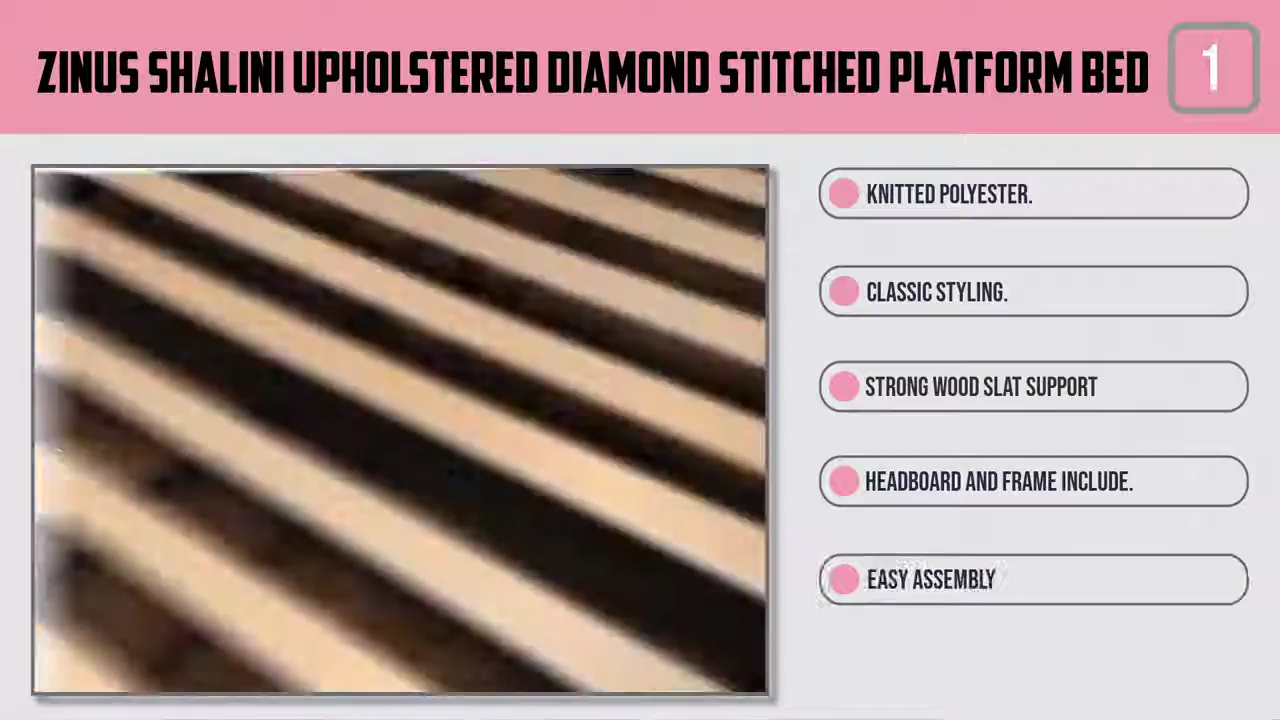 ZINUS SHALINI UPHOLSTERED DIAMOND STITCHED PLATFORM BED
1
KNITTED POLYESTER.
CLASSIC STYLING.
STRONG WOOD SLAT SUPPORT
HEADBOARD AND FRAME INCLUDE.
EASY ASSEMBLY